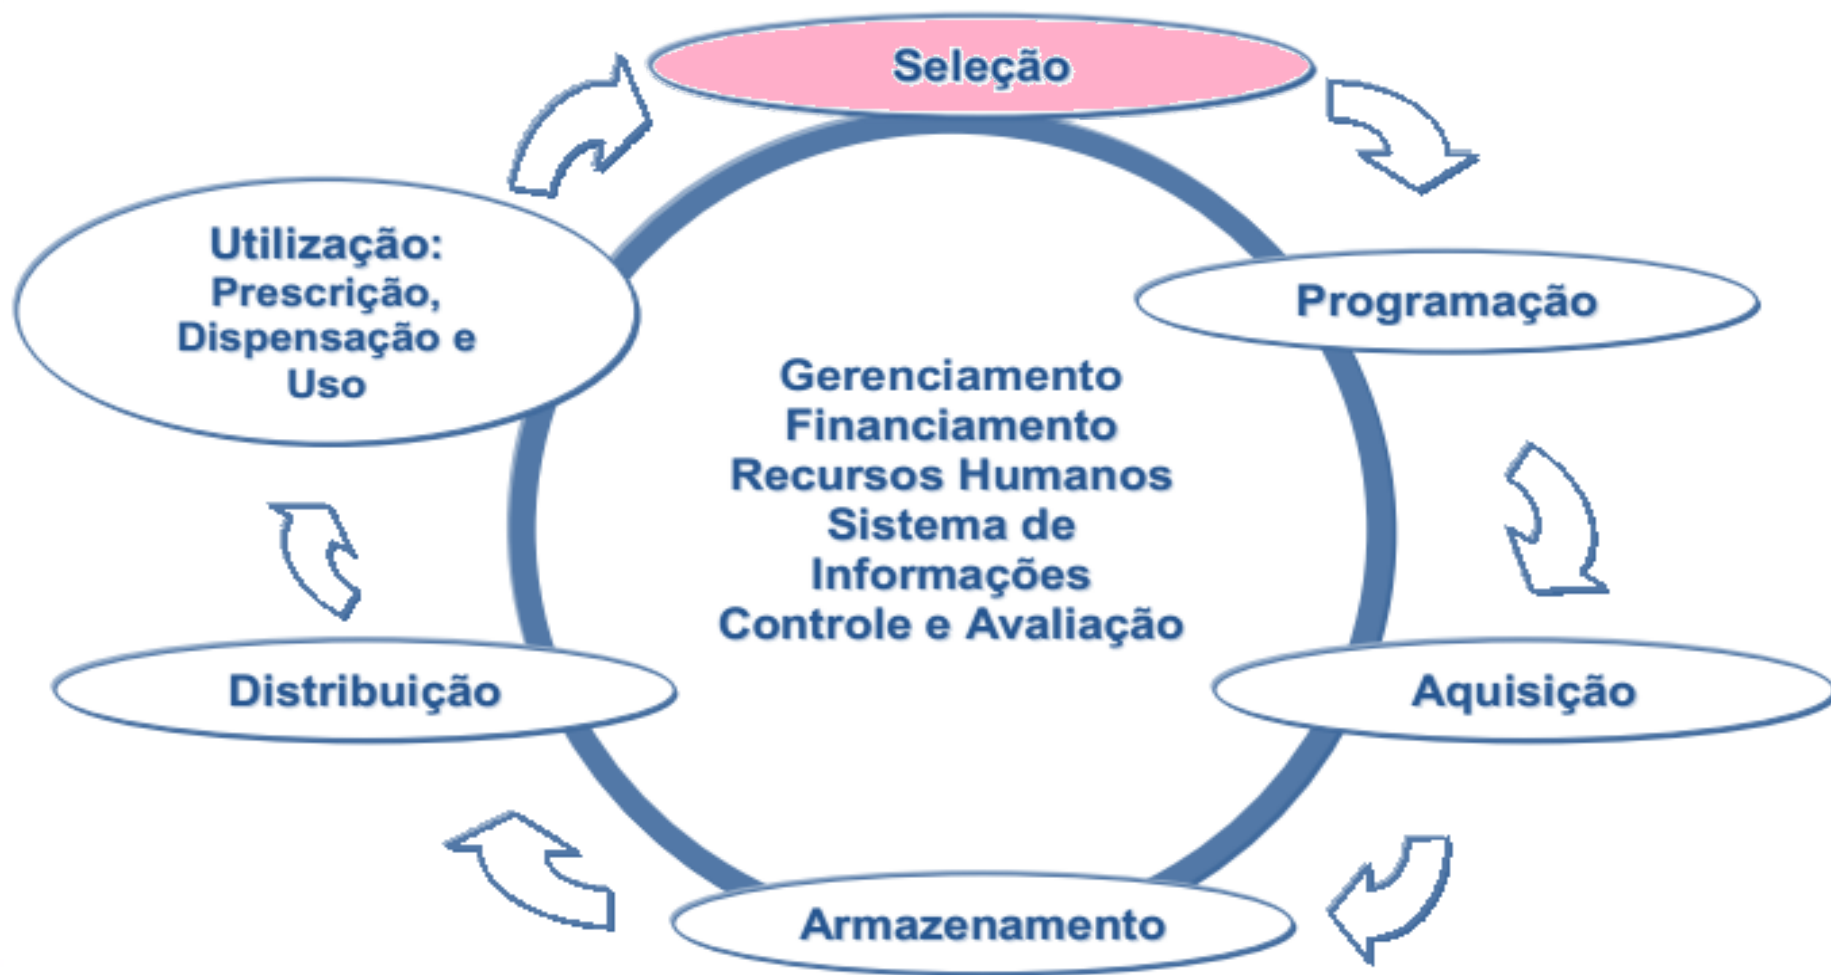 Seleção
Programação
Aquisição
Armazenamento
Distribuição
Utilização:
Prescrição,
Dispensação e
Uso
Gerenciamento
Financiamento
Recursos Humanos
Sistema de
Informações
Controle e Avaliação